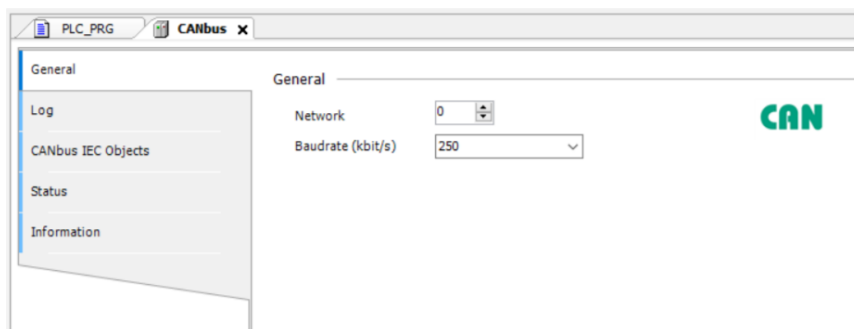 PLC_PRG CANbus x
General
Log
CANbus IEC Objects
Status
Information
General
Network 0
Baudrate (kbit/s) 250
CAN